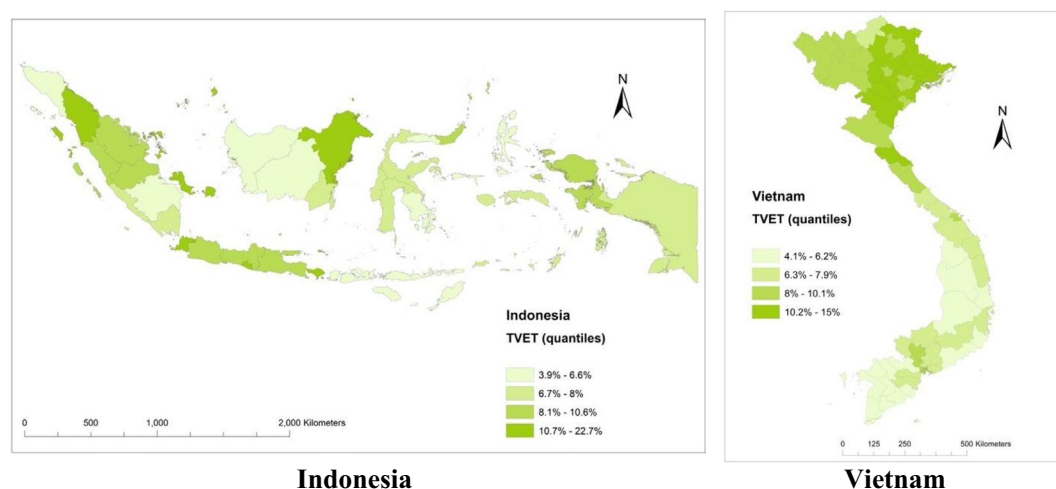 N
Indonesia
TVET (quantiles)
3.9% - 6.6%
6.7% - 8%
8.1% - 10.6%
10.7% - 22.7%
0 500 1,000 2,000 Kilometers
N
Vietnam
TVET (quantiles)
4.1% - 6.2%
6.3% - 7.9%
8% - 10.1%
10.2% - 15%
0 125 250 500 Kilometers
Indonesia
Vietnam